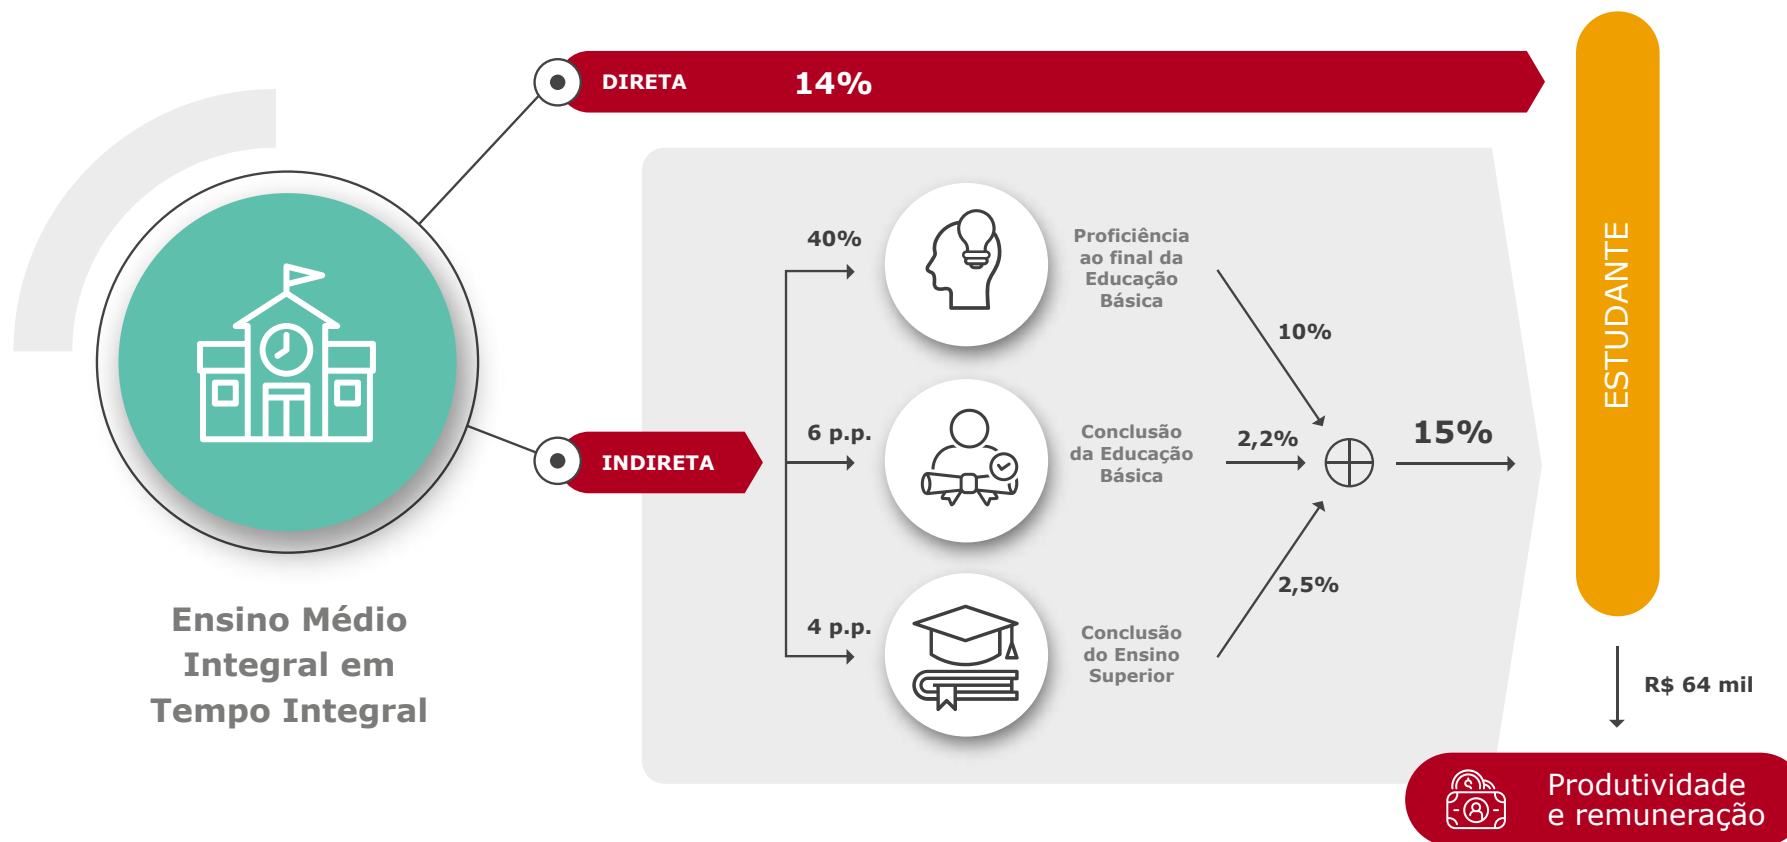 DIRETA 14%
40%
Proficiência
ao final da
Educação
Básica
10%
INDIRETA
6 p.p.
Conclusão
da Educação
Básica
2,2%
15%
4 p.p.
Conclusão
do Ensino
Superior
2,5%
Ensino Médio
Integral em
Tempo Integral
ESTUDANTE
R$ 64 mil
Produtividade
e remuneração